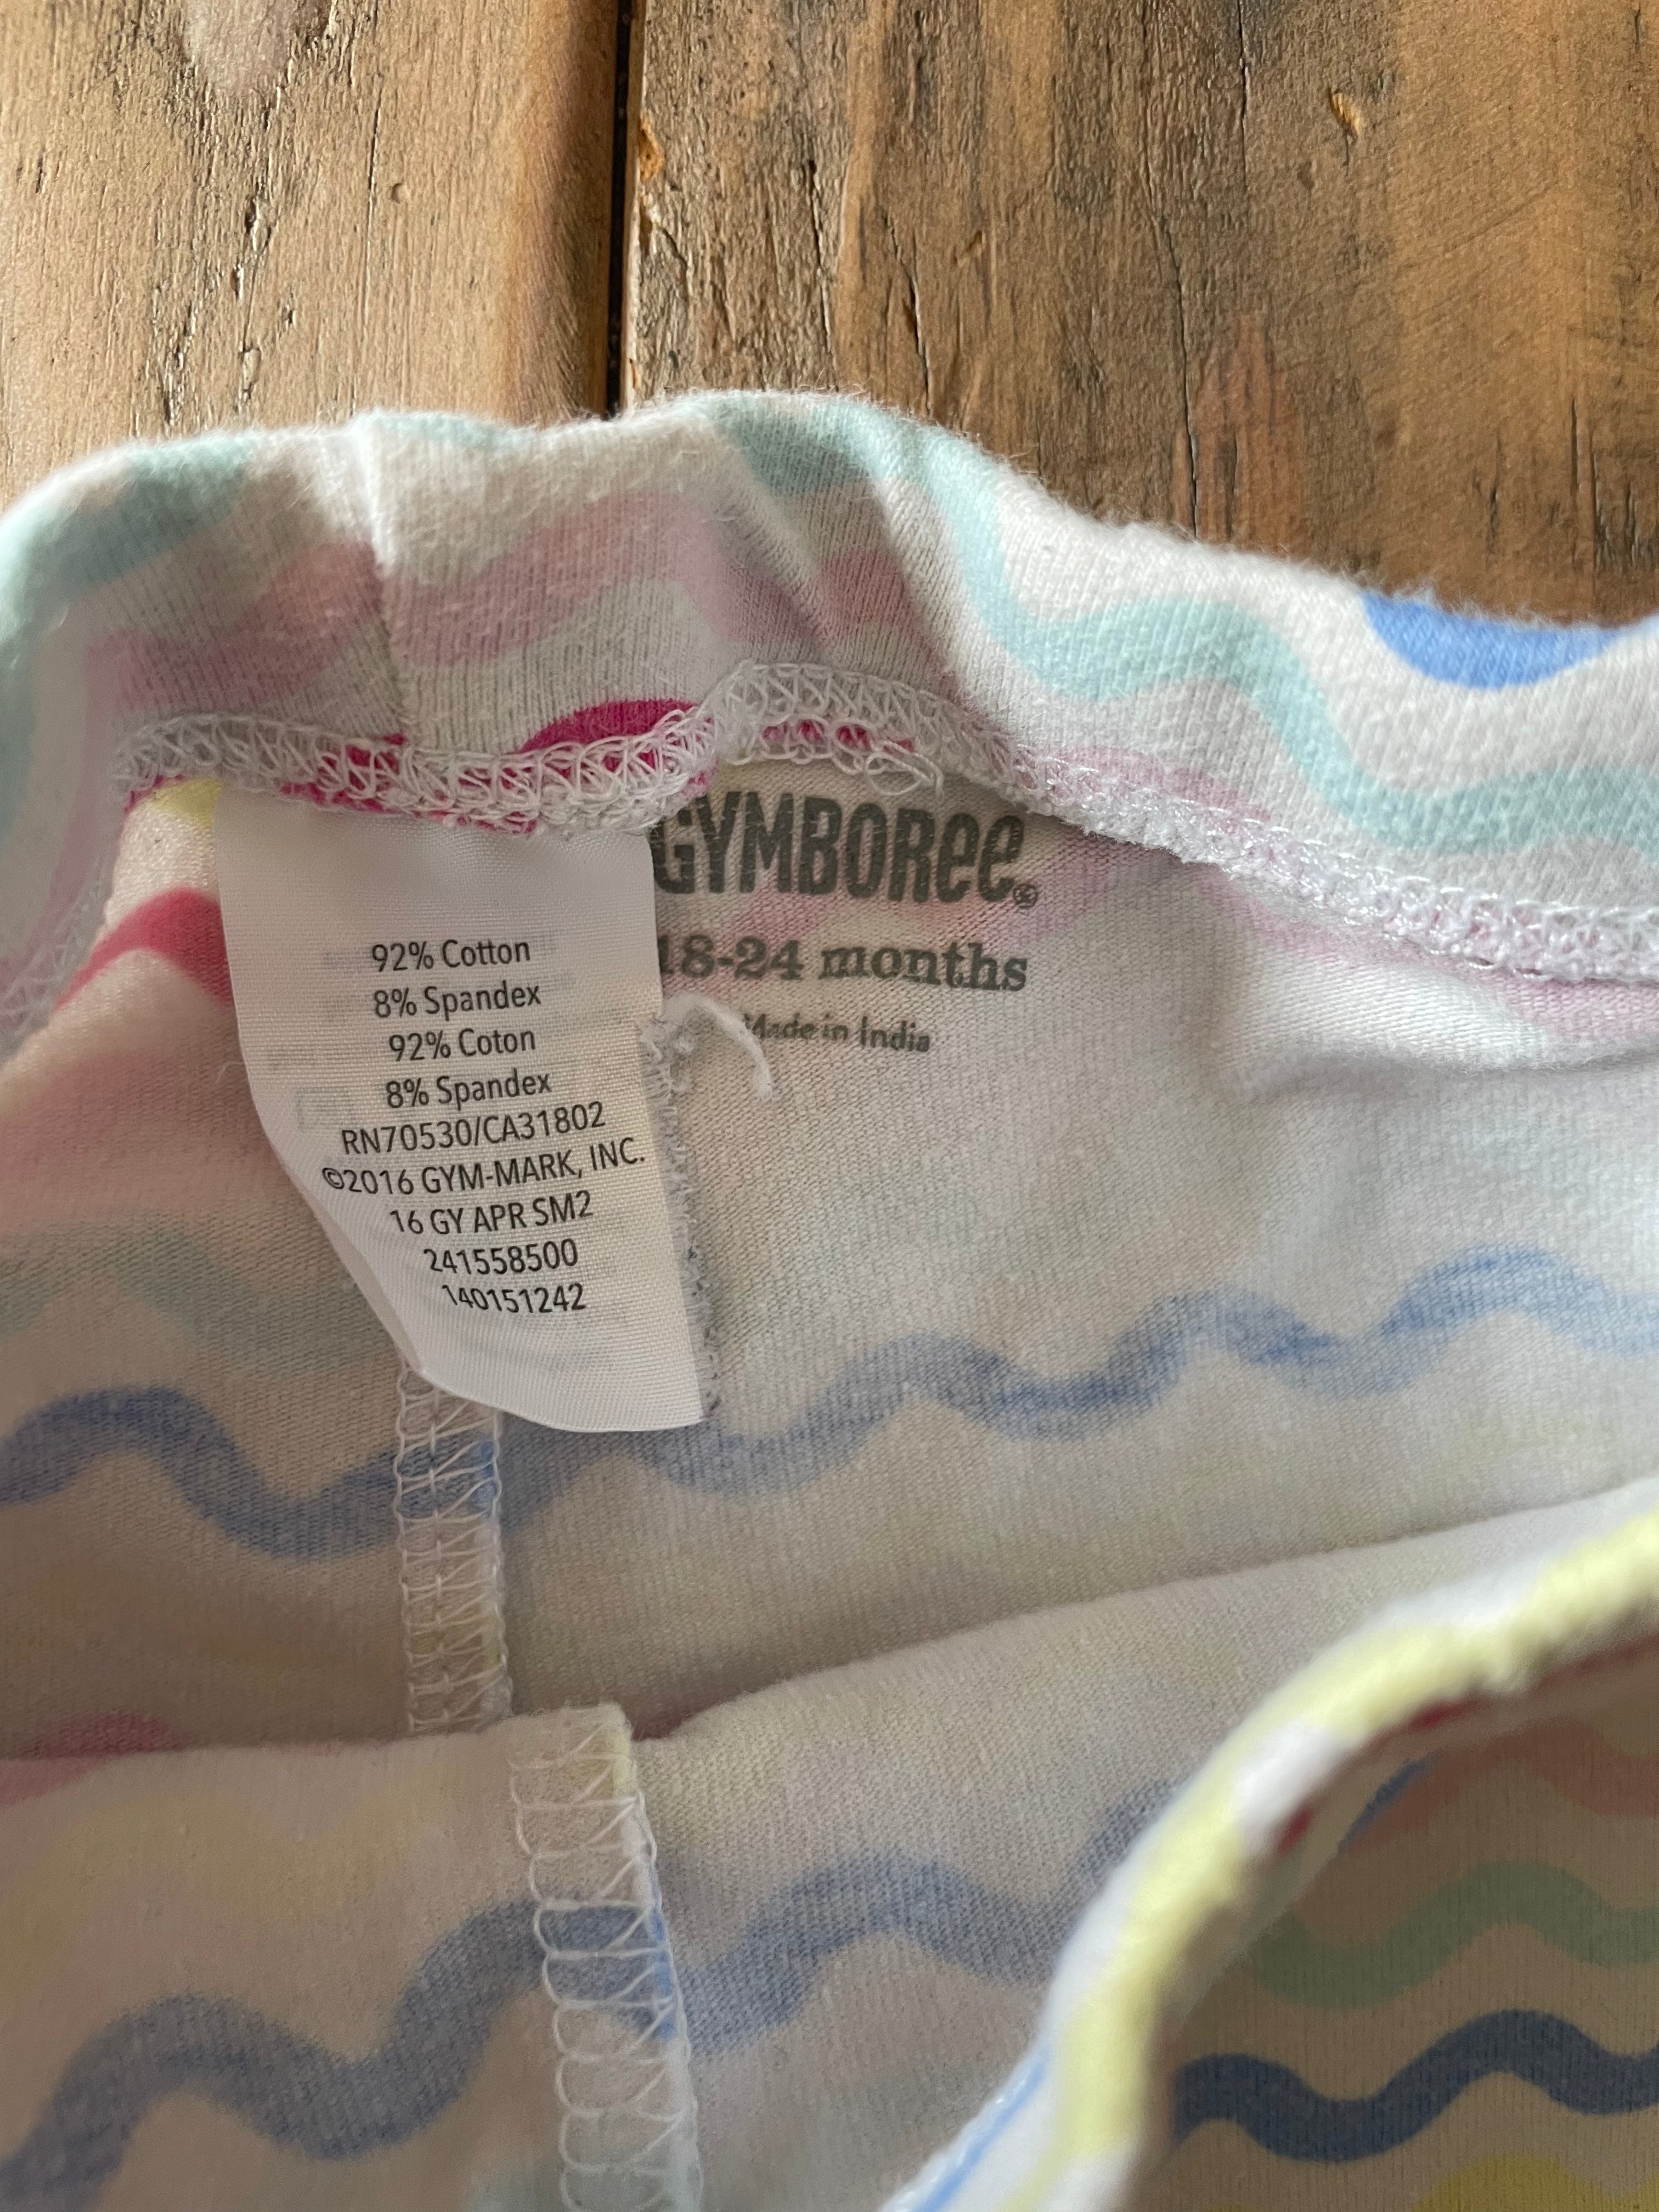 GYMBOREE®
18-24 months
Made in India
92% Cotton
8% Spandex
92% Coton
8% Spandex
RN70530/CA31802
©2016 GYM-MARK, INC.
16 GY APR SM2
241558500
140151242